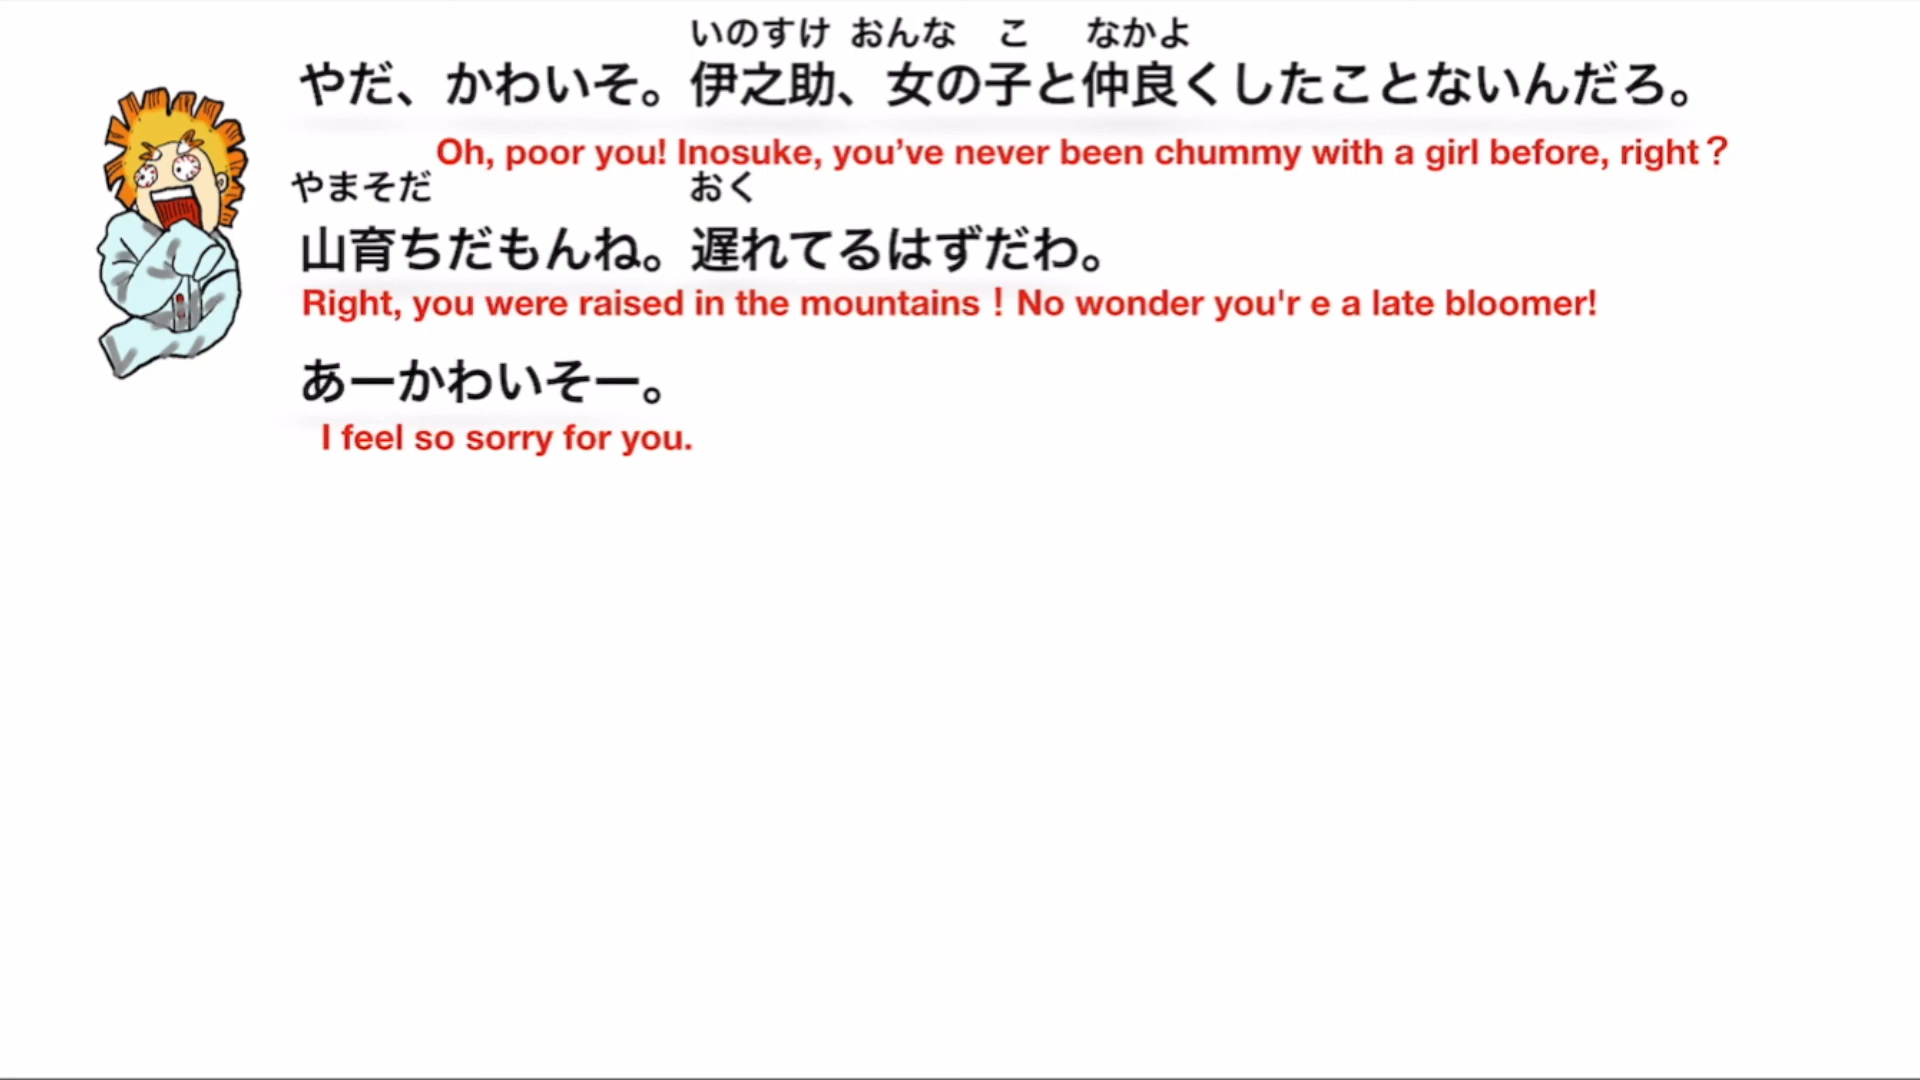 いのすけ おんな こ なかよ
やだ、かわいそ。伊之助、女の子と仲良くしたことないんだろ。
Oh, poor you! Inosuke, you’ve never been chummy with a girl before, right？
やまそだ おく
山育ちだもんね。遅れてるはずだわ。
Right, you were raised in the mountains！No wonder you'r e a late bloomer!
あーかわいそー。
I feel so sorry for you.